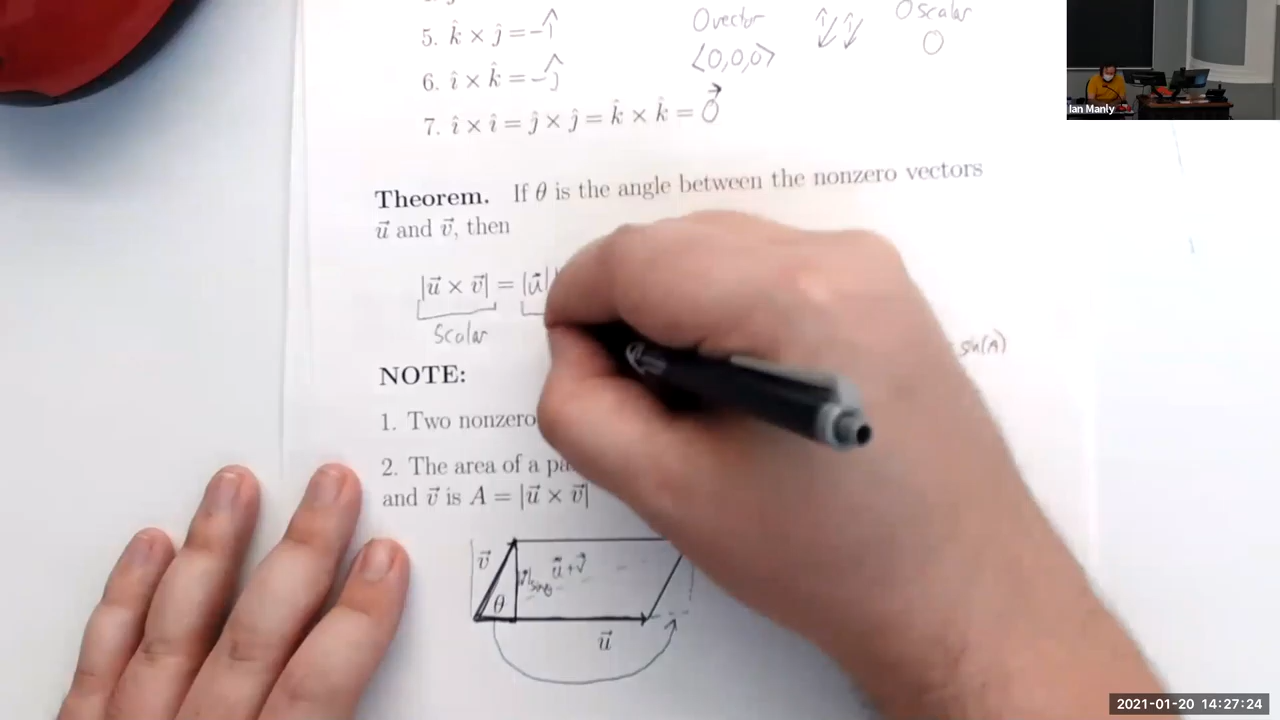 5. k̂ × ĵ = -î
0 vector
0 scalar
⟨0,0,0⟩
0
6. î × k̂ = -ĵ
7. î × î = ĵ × ĵ = k̂ × k̂ = 0⃗
Ian Manly
Theorem. If θ is the angle between the nonzero vectors
u⃗ and v⃗, then
|u⃗ × v⃗| = |u⃗|
Scalar
sin(A)
NOTE:
1. Two nonzero
2. The area of a
and v⃗ is A = |u⃗ × v⃗|
v⃗
u⃗+v⃗
sinθ
θ
u⃗
2021-01-20 14:27:24